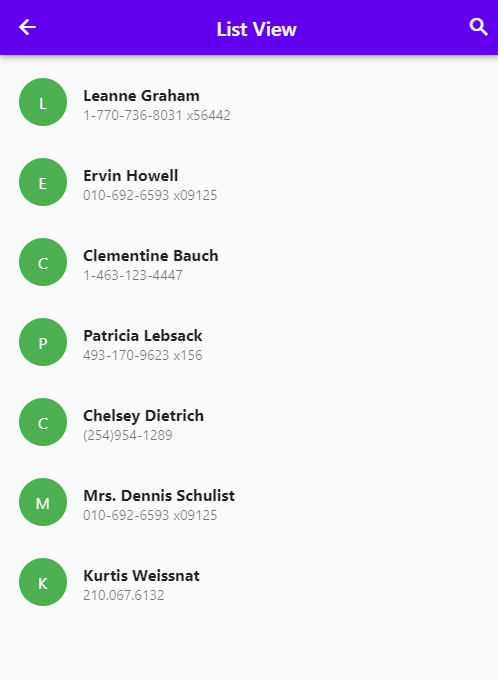 List View
L
Leanne Graham
1-770-736-8031 x56442
E
Ervin Howell
010-692-6593 x09125
C
Clementine Bauch
1-463-123-4447
P
Patricia Lebsack
493-170-9623 x156
C
Chelsey Dietrich
(254)954-1289
M
Mrs. Dennis Schulist
010-692-6593 x09125
K
Kurtis Weissnat
210.067.6132